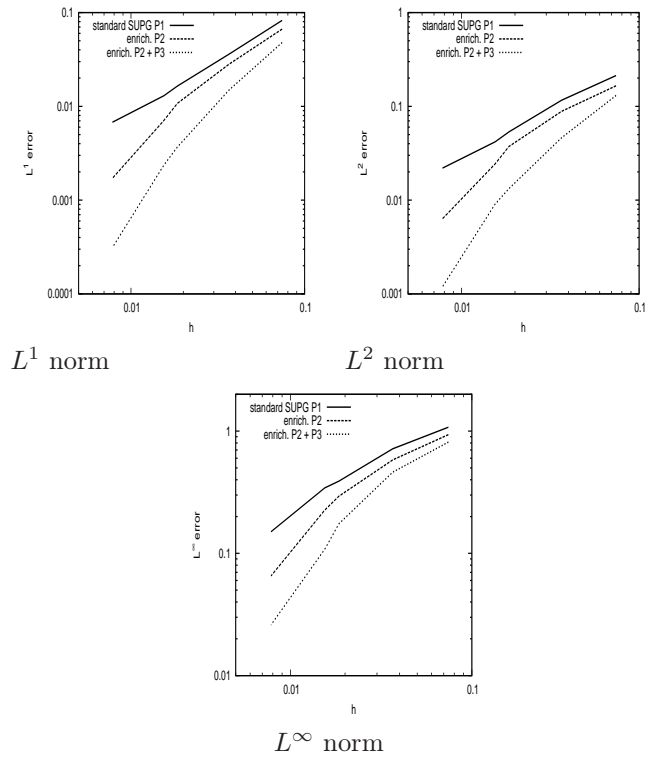 standard SUPG P1
enrich. P2
enrich. P2 + P3
0.1
0.01
0.001
0.0001
L¹ error
0.01
0.1
h
L¹ norm
standard SUPG P1
enrich. P2
enrich. P2 + P3
1
0.1
0.01
0.001
L² error
0.01
0.1
h
L² norm
standard SUPG P1
enrich. P2
enrich. P2 + P3
1
0.1
0.01
L∞ error
0.01
0.1
h
L∞ norm